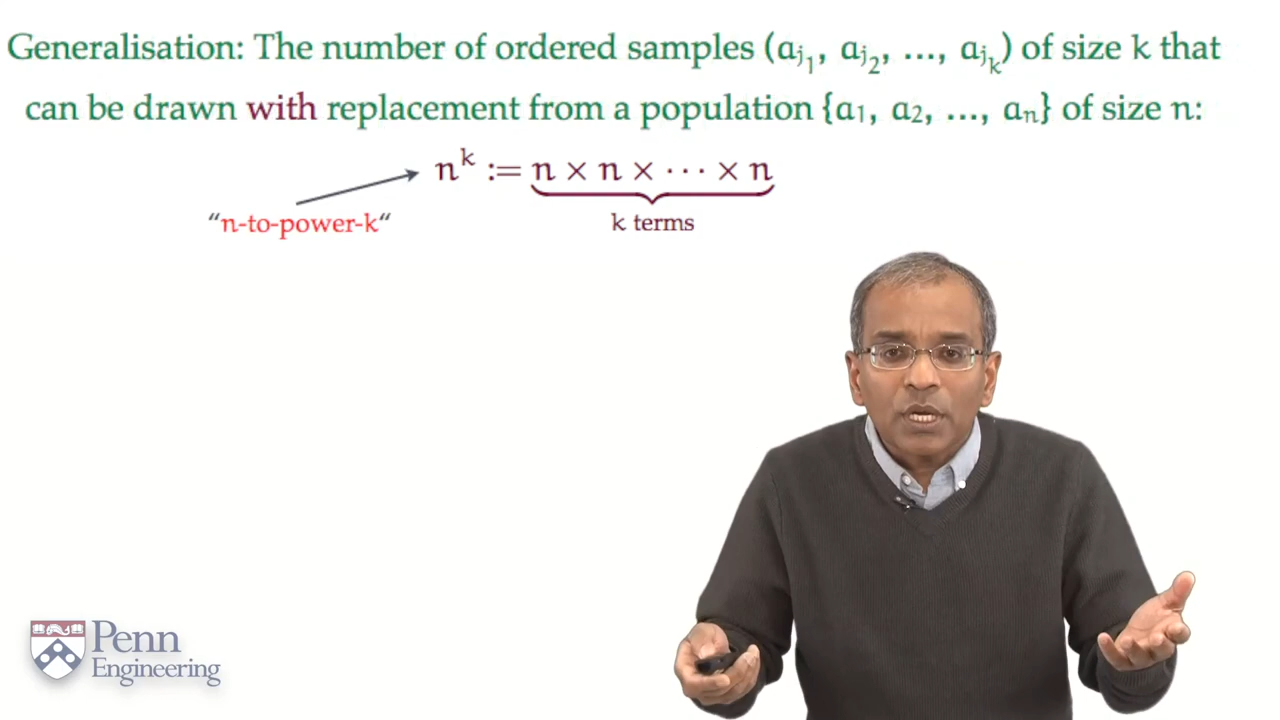 Generalisation: The number of ordered samples (aj₁, aj₂, ..., ajₖ) of size k that
can be drawn with replacement from a population {a₁, a₂, ..., aₙ} of size n:
nᵏ := n × n × ··· × n
"n-to-power-k"
k terms
Penn
Engineering